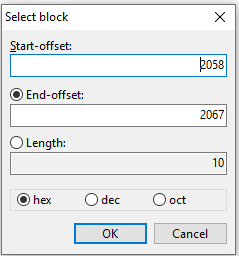 Select block
Start-offset:
2058
End-offset:
2067
Length:
10
hex dec oct
OK Cancel